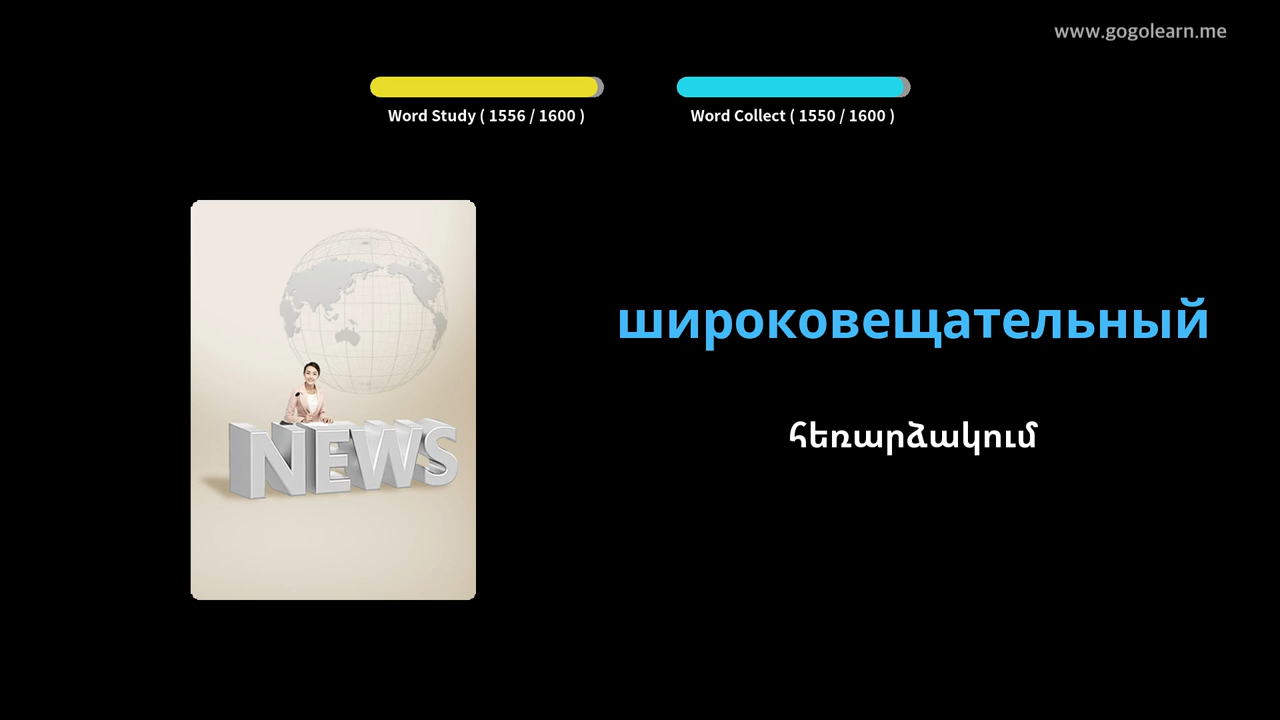 www.gogolearn.me
Word Study ( 1556 / 1600 )
Word Collect ( 1550 / 1600 )
NEWS
широковещательный
հեռարձակում